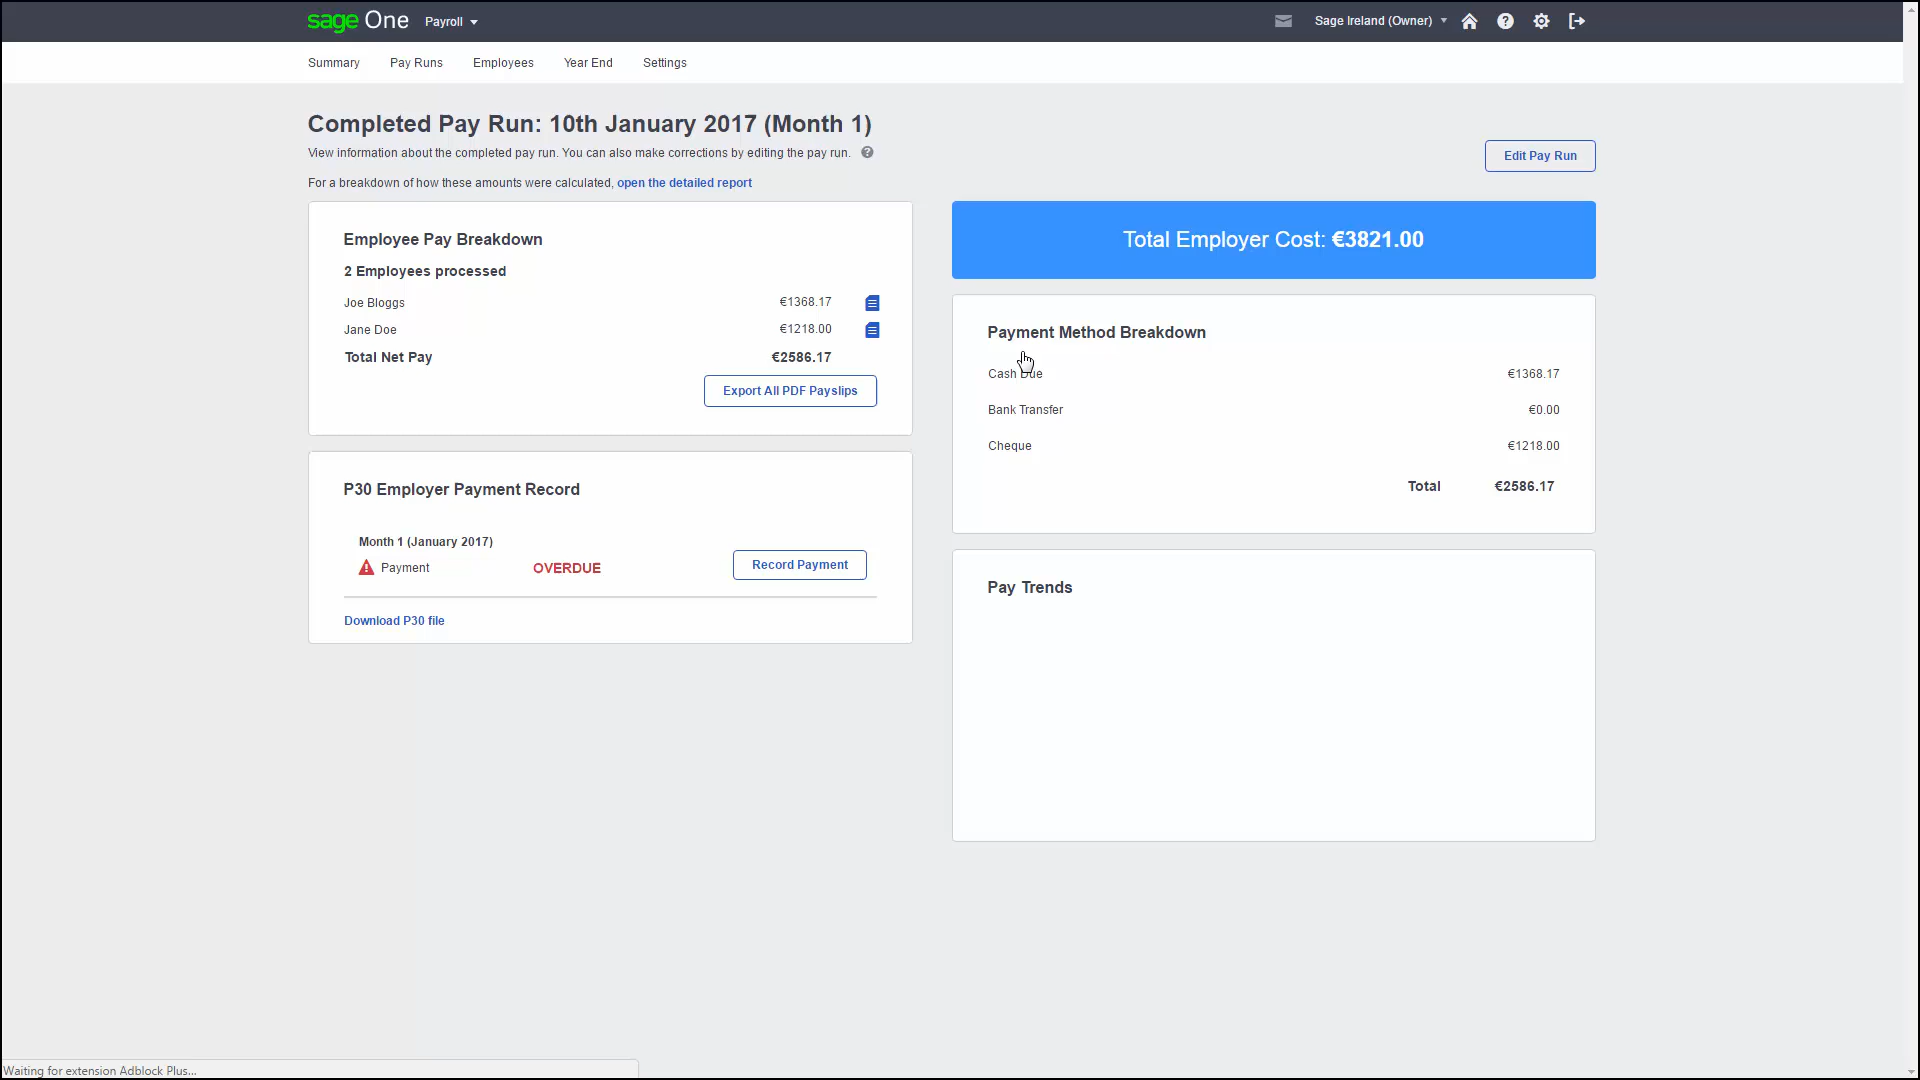 sage One Payroll
Sage Ireland (Owner)
Summary Pay Runs Employees Year End Settings
Completed Pay Run: 10th January 2017 (Month 1)
View information about the completed pay run. You can also make corrections by editing the pay run.
Edit Pay Run
For a breakdown of how these amounts were calculated, open the detailed report
Employee Pay Breakdown
2 Employees processed
Joe Bloggs €1368.17
Jane Doe €1218.00
Total Net Pay €2586.17
Export All PDF Payslips
P30 Employer Payment Record
Month 1 (January 2017)
Payment OVERDUE Record Payment
Download P30 file
Total Employer Cost: €3821.00
Payment Method Breakdown
Cash Due €1368.17
Bank Transfer €0.00
Cheque €1218.00
Total €2586.17
Pay Trends
Waiting for extension Adblock Plus...